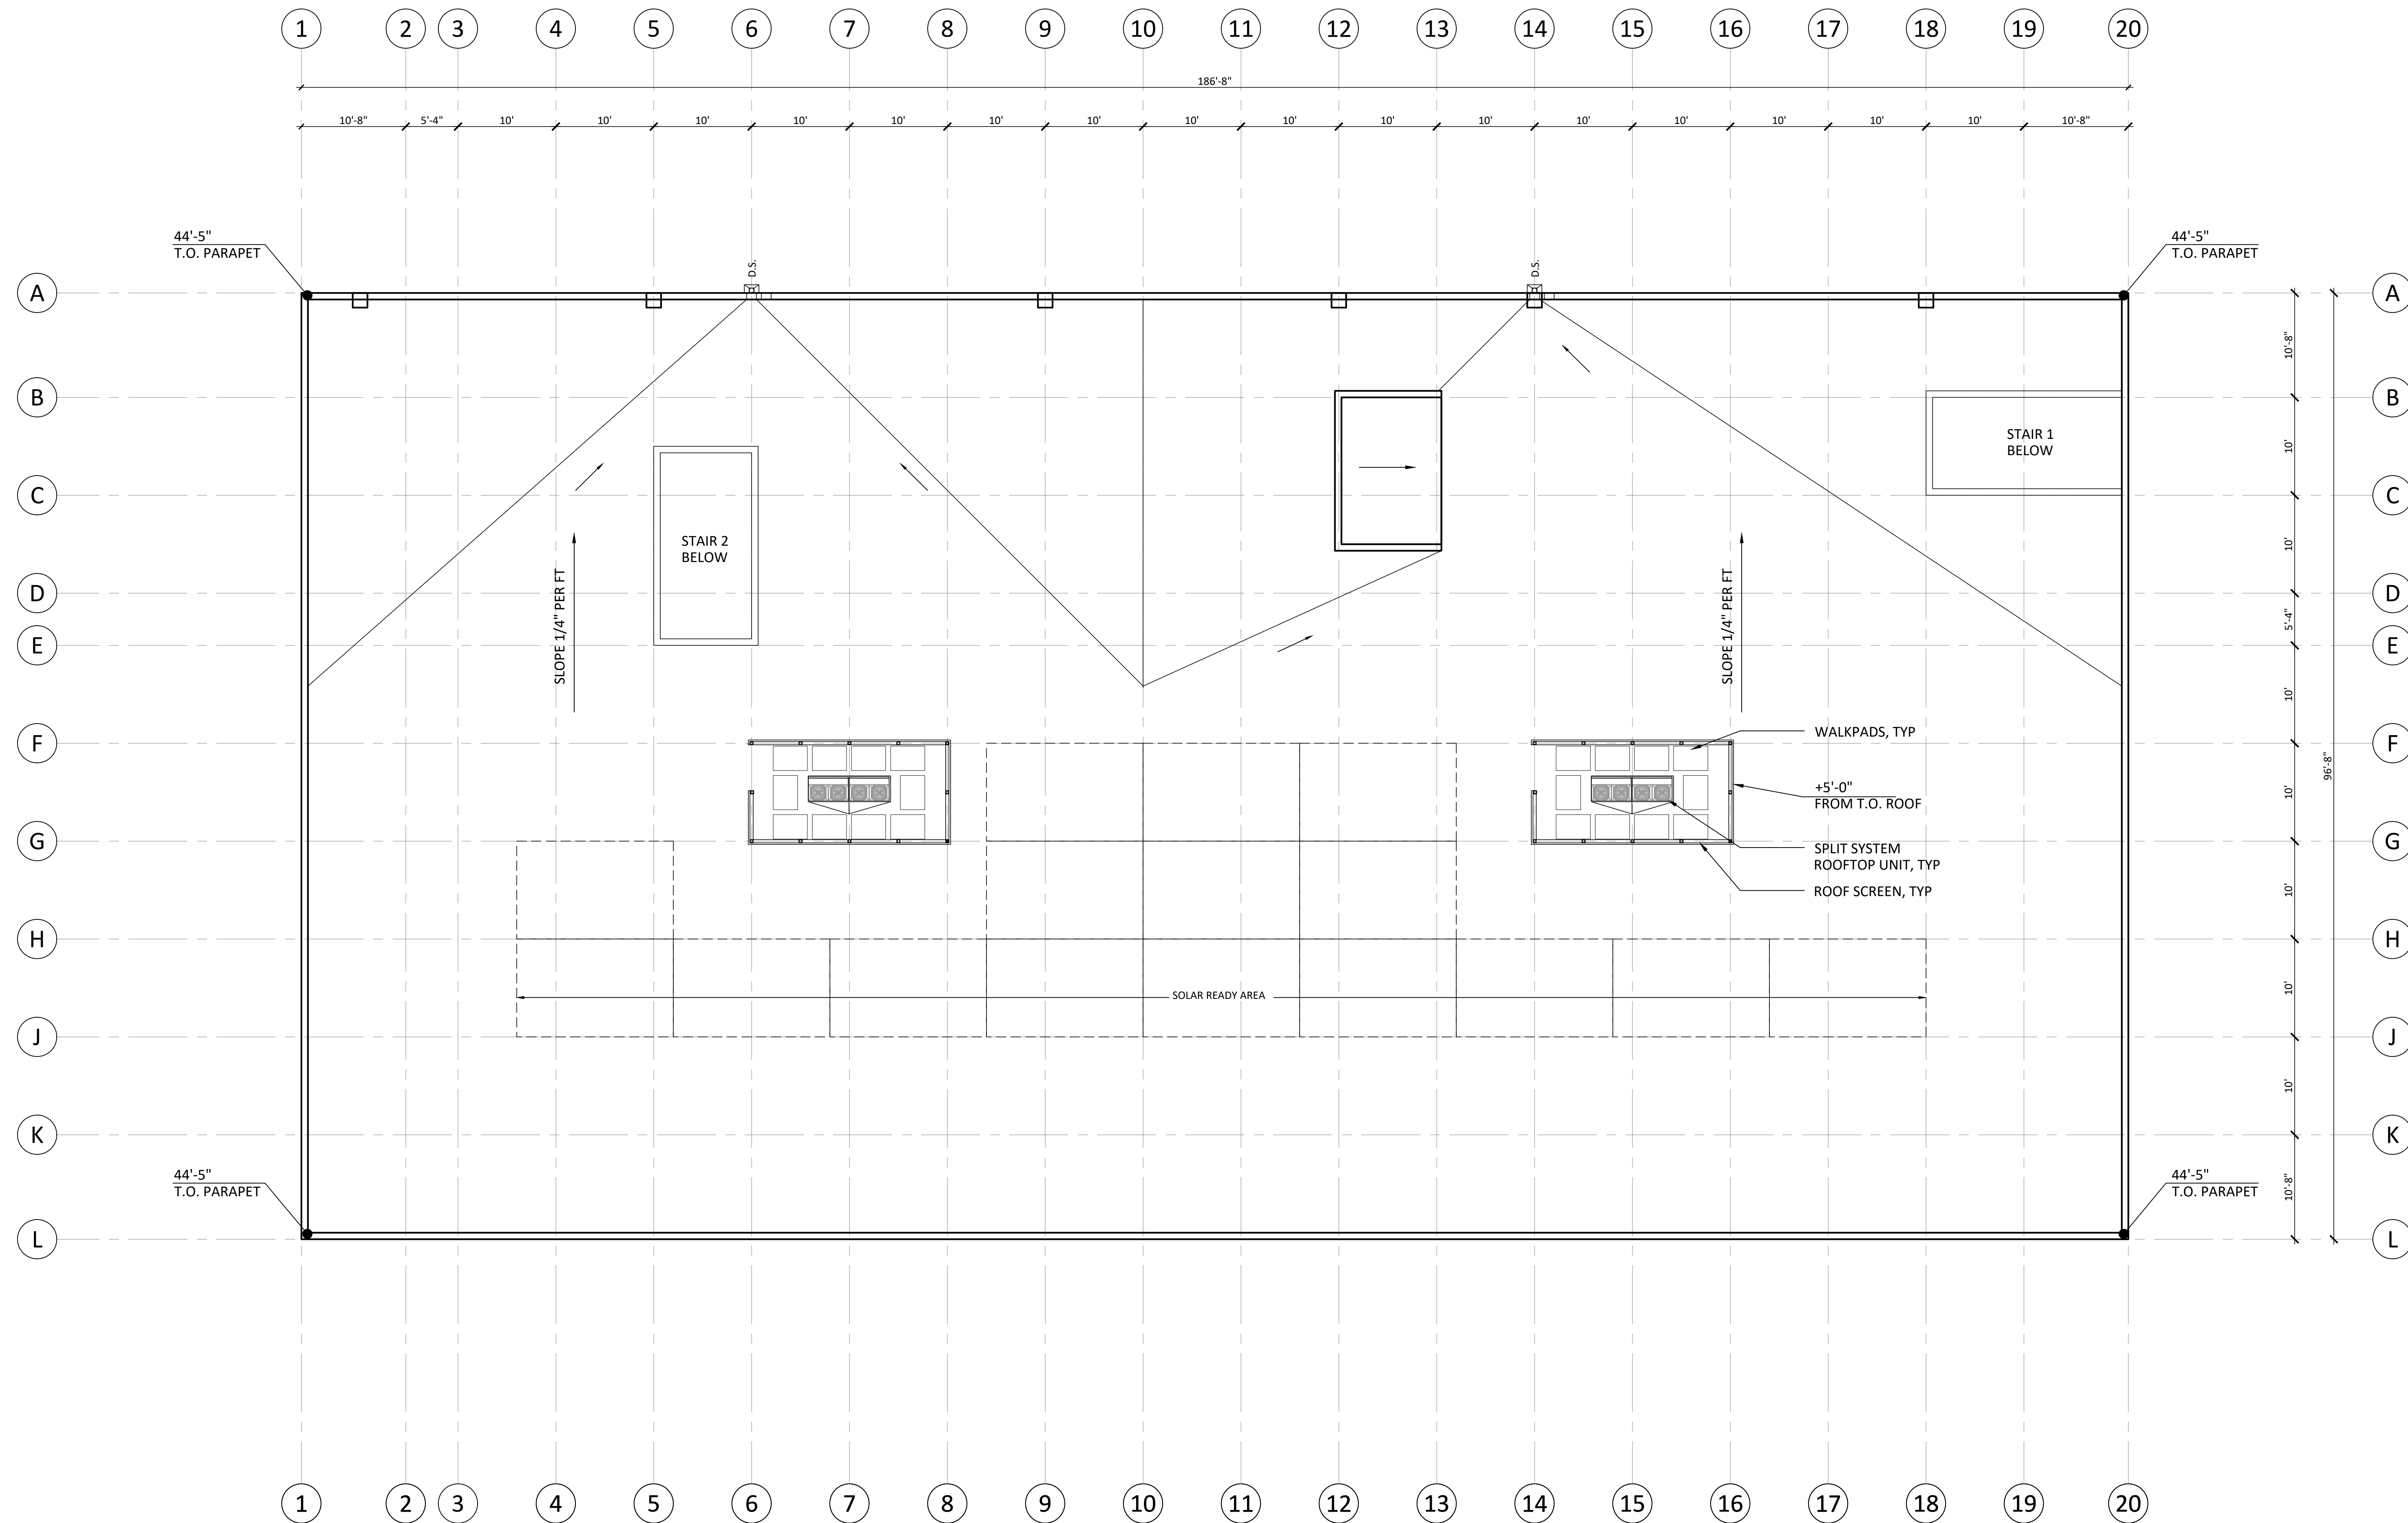 1 2 3 4 5 6 7 8 9 10 11 12 13 14 15 16 17 18 19 20
186'-8"
10'-8" 5'-4" 10' 10' 10' 10' 10' 10' 10' 10' 10' 10' 10' 10' 10' 10' 10' 10' 10'-8"
44'-5"
T.O. PARAPET
44'-5"
T.O. PARAPET
D.S.
D.S.
A
A
10'-8"
B
B
STAIR 1
BELOW
10'
C
C
STAIR 2
BELOW
10'
SLOPE 1/4" PER FT
SLOPE 1/4" PER FT
D
D
5'-4"
E
E
10'
WALKPADS, TYP
F
F
96'-8"
+5'-0"
FROM T.O. ROOF
10'
G
G
SPLIT SYSTEM
ROOFTOP UNIT, TYP
ROOF SCREEN, TYP
10'
H
H
10'
SOLAR READY AREA
J
J
10'
K
K
44'-5"
T.O. PARAPET
44'-5"
T.O. PARAPET
10'-8"
L
L
1 2 3 4 5 6 7 8 9 10 11 12 13 14 15 16 17 18 19 20